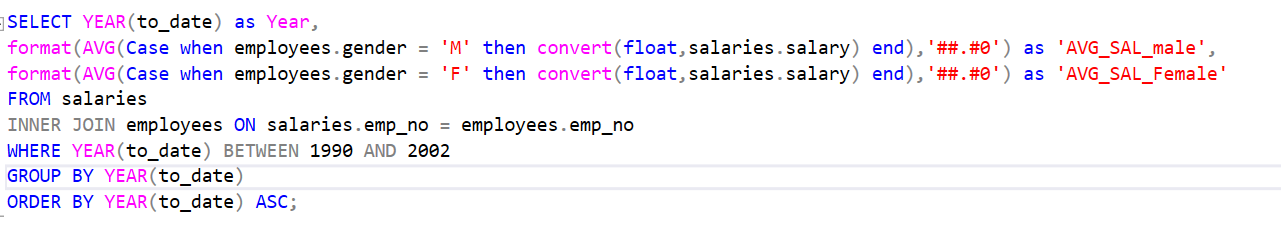 SELECT YEAR(to_date) as Year,
format(AVG(Case when employees.gender = 'M' then convert(float,salaries.salary) end),'##.#0') as 'AVG_SAL_male',
format(AVG(Case when employees.gender = 'F' then convert(float,salaries.salary) end),'##.#0') as 'AVG_SAL_Female'
FROM salaries
INNER JOIN employees ON salaries.emp_no = employees.emp_no
WHERE YEAR(to_date) BETWEEN 1990 AND 2002
GROUP BY YEAR(to_date)
ORDER BY YEAR(to_date) ASC;